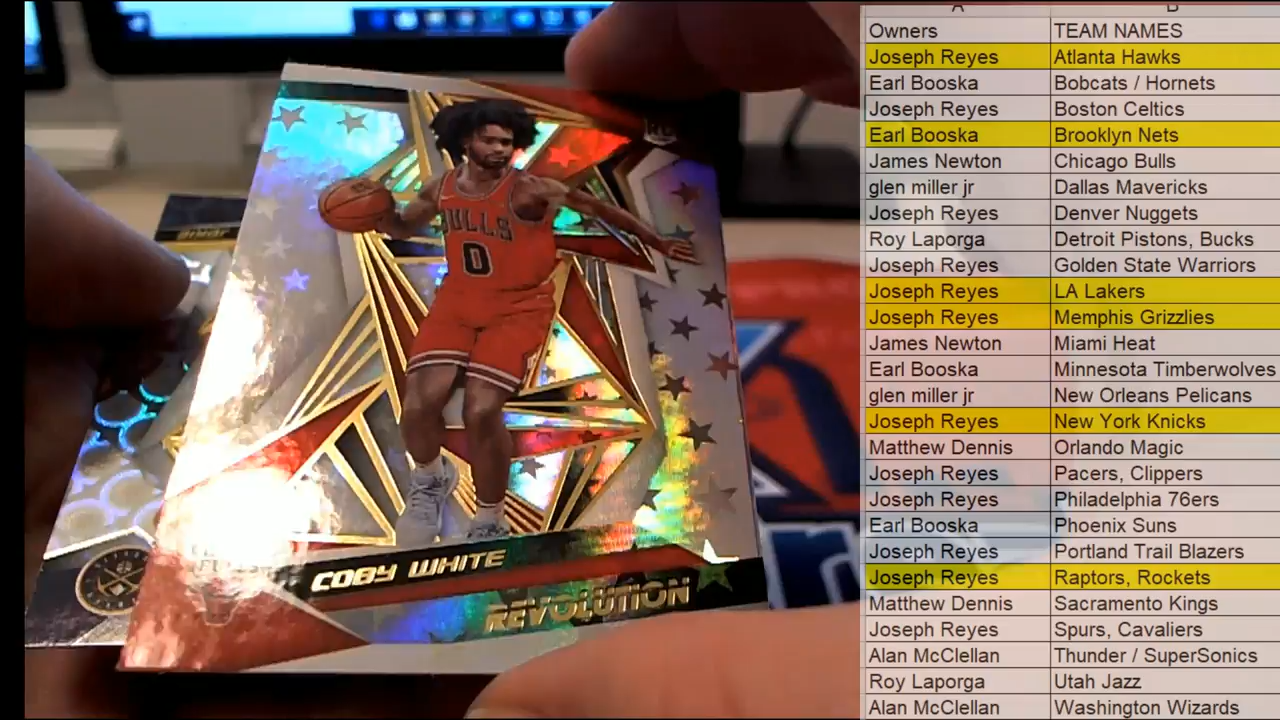 BULLS
0
COBY WHITE
REVOLUTION
A B
Owners TEAM NAMES
Joseph Reyes Atlanta Hawks
Earl Booska Bobcats / Hornets
Joseph Reyes Boston Celtics
Earl Booska Brooklyn Nets
James Newton Chicago Bulls
glen miller jr Dallas Mavericks
Joseph Reyes Denver Nuggets
Roy Laporga Detroit Pistons, Bucks
Joseph Reyes Golden State Warriors
Joseph Reyes LA Lakers
Joseph Reyes Memphis Grizzlies
James Newton Miami Heat
Earl Booska Minnesota Timberwolves
glen miller jr New Orleans Pelicans
Joseph Reyes New York Knicks
Matthew Dennis Orlando Magic
Joseph Reyes Pacers, Clippers
Joseph Reyes Philadelphia 76ers
Earl Booska Phoenix Suns
Joseph Reyes Portland Trail Blazers
Joseph Reyes Raptors, Rockets
Matthew Dennis Sacramento Kings
Joseph Reyes Spurs, Cavaliers
Alan McClellan Thunder / SuperSonics
Roy Laporga Utah Jazz
Alan McClellan Washington Wizards